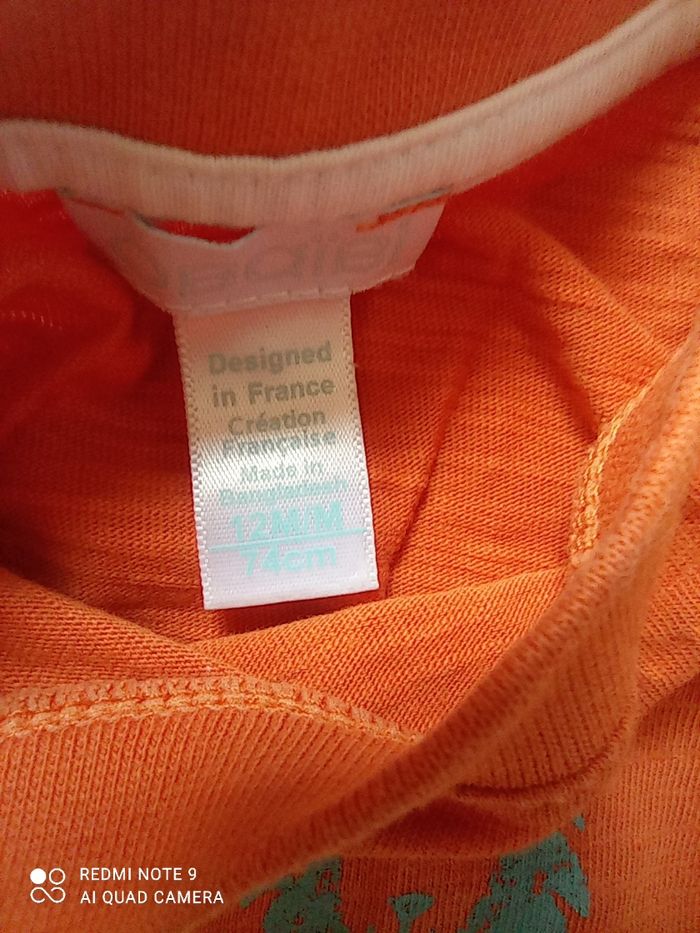 Designed
in France
Création
Française
Made in
Bangladesh
12M/M
74cm
REDMI NOTE 9
AI QUAD CAMERA